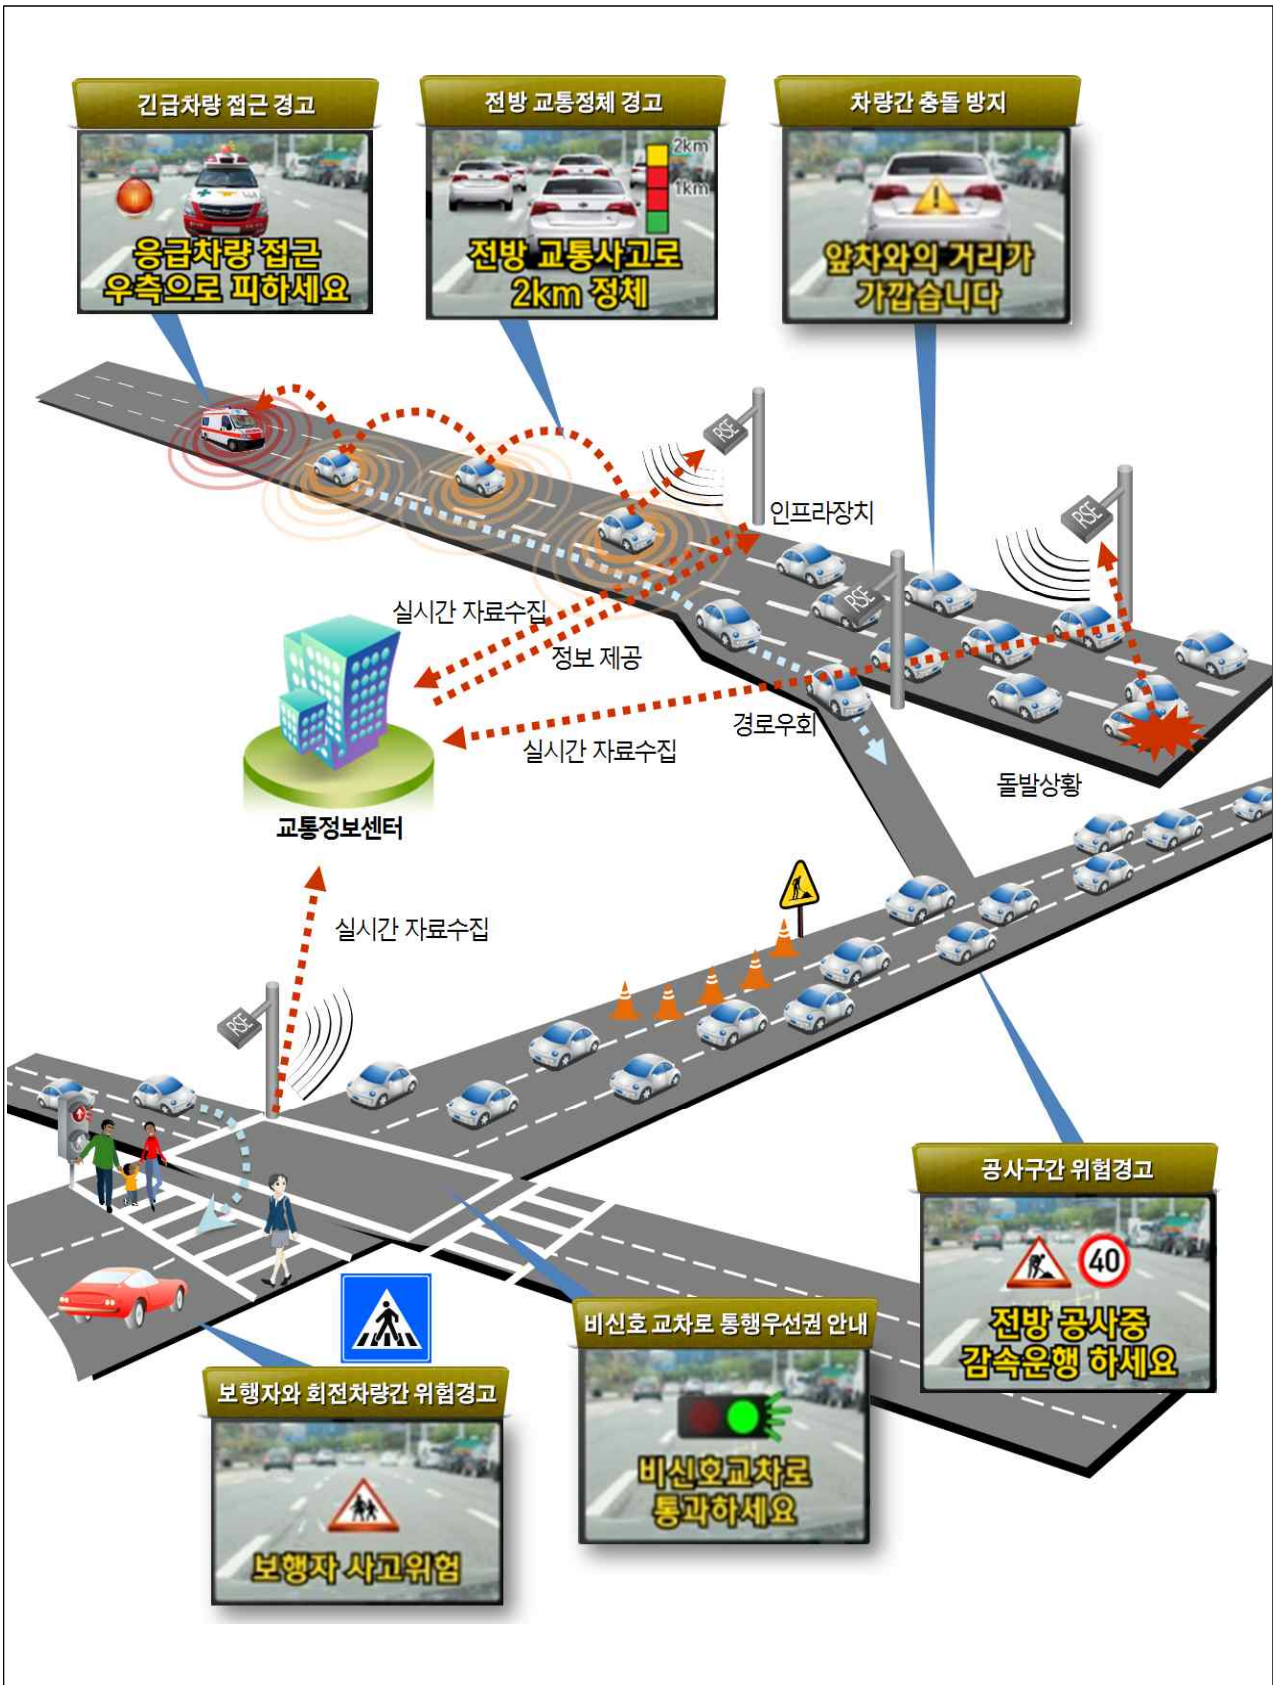 긴급차량 접근 경고
응급차량 접근
우측으로 피하세요
전방 교통정체 경고
2km
1km
전방 교통사고로
2km 정체
차량간 충돌 방지
앞차와의 거리가
가깝습니다
RSE
RSE
인프라장치
RSE
실시간 자료수집
정보 제공
경로우회
실시간 자료수집
돌발상황
교통정보센터
실시간 자료수집
RSE
공사구간 위험경고
40
전방 공사중
감속운행 하세요
비신호 교차로 통행우선권 안내
비신호교차로
통과하세요
보행자와 회전차량간 위험경고
보행자 사고위험